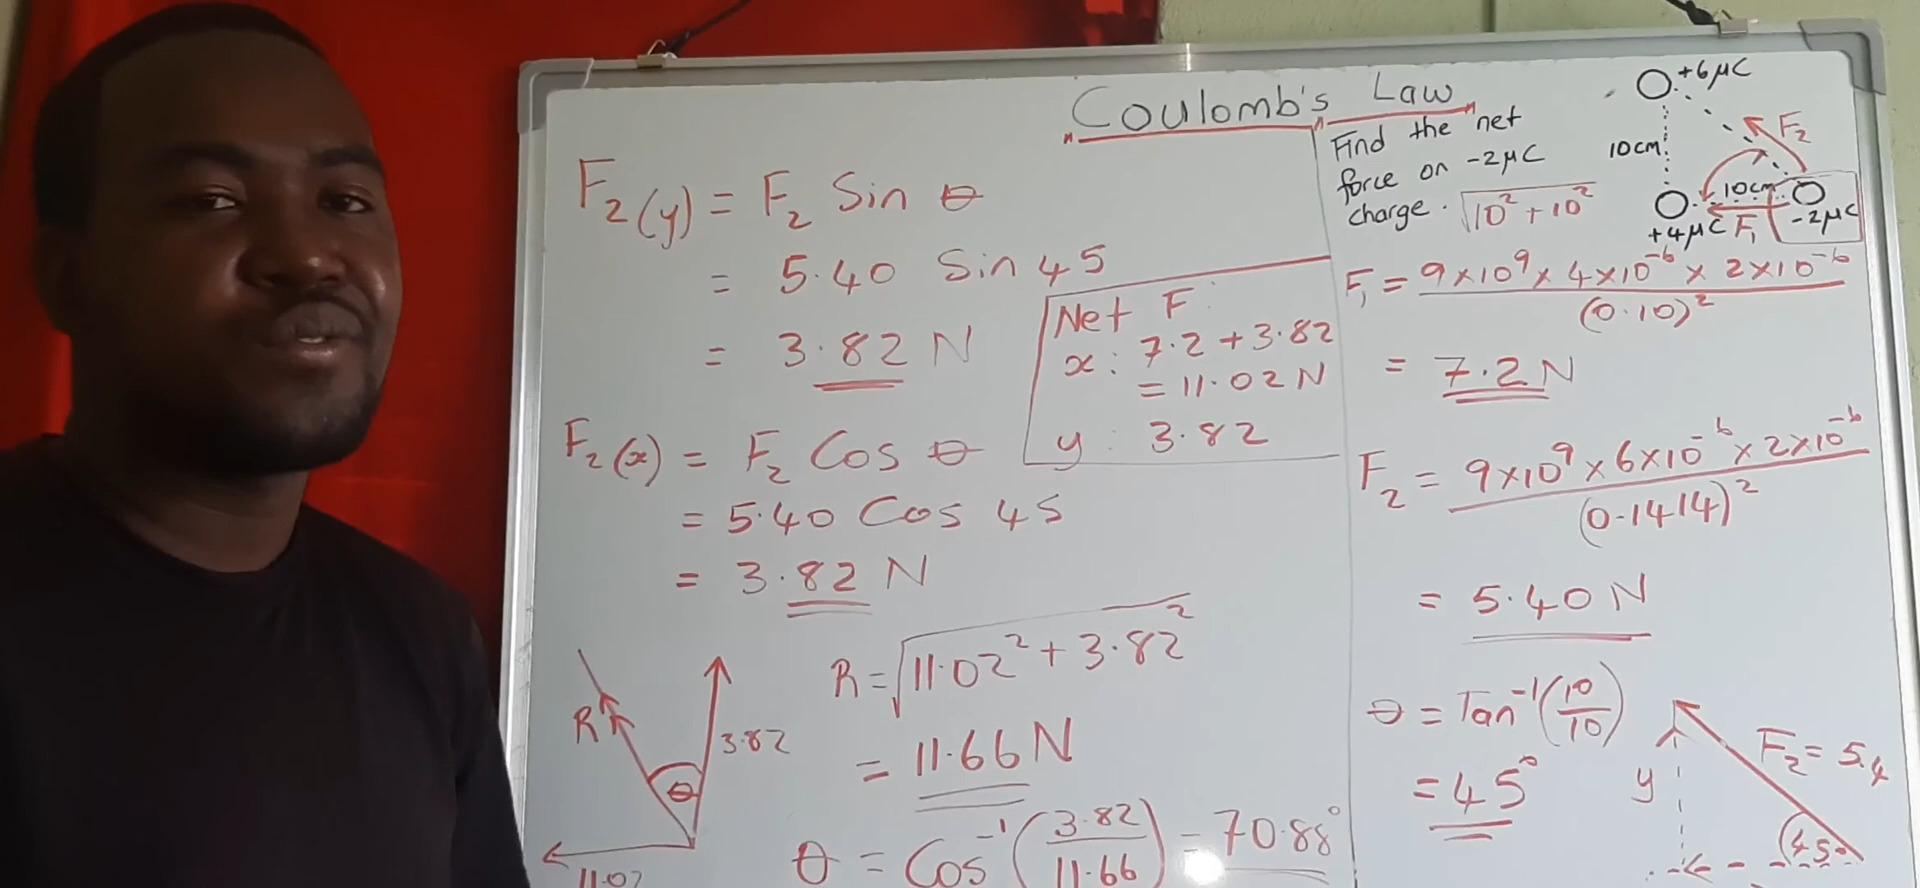 Coulomb's Law
F₂(y) = F₂ Sin θ
= 5.40 Sin 45
= 3.82 N
F₂(x) = F₂ Cos θ
= 5.40 Cos 45
= 3.82 N
Net F:
x: 7.2 + 3.82
= 11.02 N
y: 3.82
R
θ
3.82
11.02
R = √11.02² + 3.82²
= 11.66 N
θ = Cos⁻¹(3.82/11.66) = 70.88°
Find the net
force on -2μC
charge. √10² + 10²
+6μC
F₂
10cm
10cm
+4μC
F₁
-2μC
F₁ = 9×10⁹ × 4×10⁻⁶ × 2×10⁻⁶
(0.10)²
= 7.2 N
F₂ = 9×10⁹ × 6×10⁻⁶ × 2×10⁻⁶
(0.1414)²
= 5.40 N
θ = Tan⁻¹(10/10)
= 45°
y
F₂ = 5.4
45°